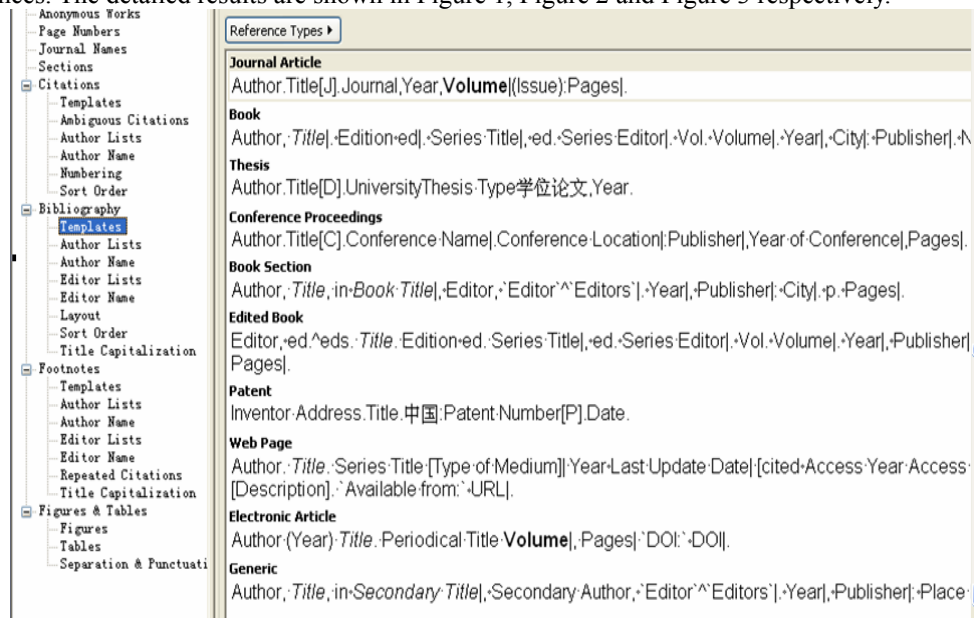 nces. The detailed results are shown in Figure 1, Figure 2 and Figure 3 respectively.
Anonymous Works
Page Numbers
Journal Names
Sections
Citations
Templates
Ambiguous Citations
Author Lists
Author Name
Numbering
Sort Order
Bibliography
Templates
Author Lists
Author Name
Editor Lists
Editor Name
Layout
Sort Order
Title Capitalization
Footnotes
Templates
Author Lists
Author Name
Editor Lists
Editor Name
Repeated Citations
Title Capitalization
Figures & Tables
Figures
Tables
Separation & Punctuati
Reference Types
Journal Article
Author.Title[J].Journal,Year,Volume|(Issue):Pages|.
Book
Author,·Title|.·Edition·ed|.·Series·Title|,·ed.·Series·Editor|.·Vol.·Volume|.·Year|,·City|:·Publisher|.·N
Thesis
Author.Title[D].UniversityThesis·Type学位论文,Year.
Conference Proceedings
Author.Title[C].Conference·Name|.Conference·Location|:Publisher|,Year·of·Conference|,Pages|.
Book Section
Author,·Title,·in·Book·Title|,·Editor,·`Editor`^`Editors`|.·Year|,·Publisher|:·City|.·p.·Pages|.
Edited Book
Editor,·ed.^eds.·Title.·Edition·ed.·Series·Title|,·ed.·Series·Editor|.·Vol.·Volume|.·Year|,·Publisher|
Pages|.
Patent
Inventor·Address.Title.中国:Patent·Number[P].Date.
Web Page
Author.·Title.·Series·Title·[Type·of·Medium]|·Year·Last·Update·Date|·[cited·Access·Year·Access·
[Description].·`Available·from:`·URL|.
Electronic Article
Author·(Year)·Title.·Periodical·Title·Volume|,·Pages|·`DOI:`·DOI|.
Generic
Author,·Title,·in·Secondary·Title|,·Secondary·Author,·`Editor`^`Editors`|.·Year|,·Publisher|:·Place·